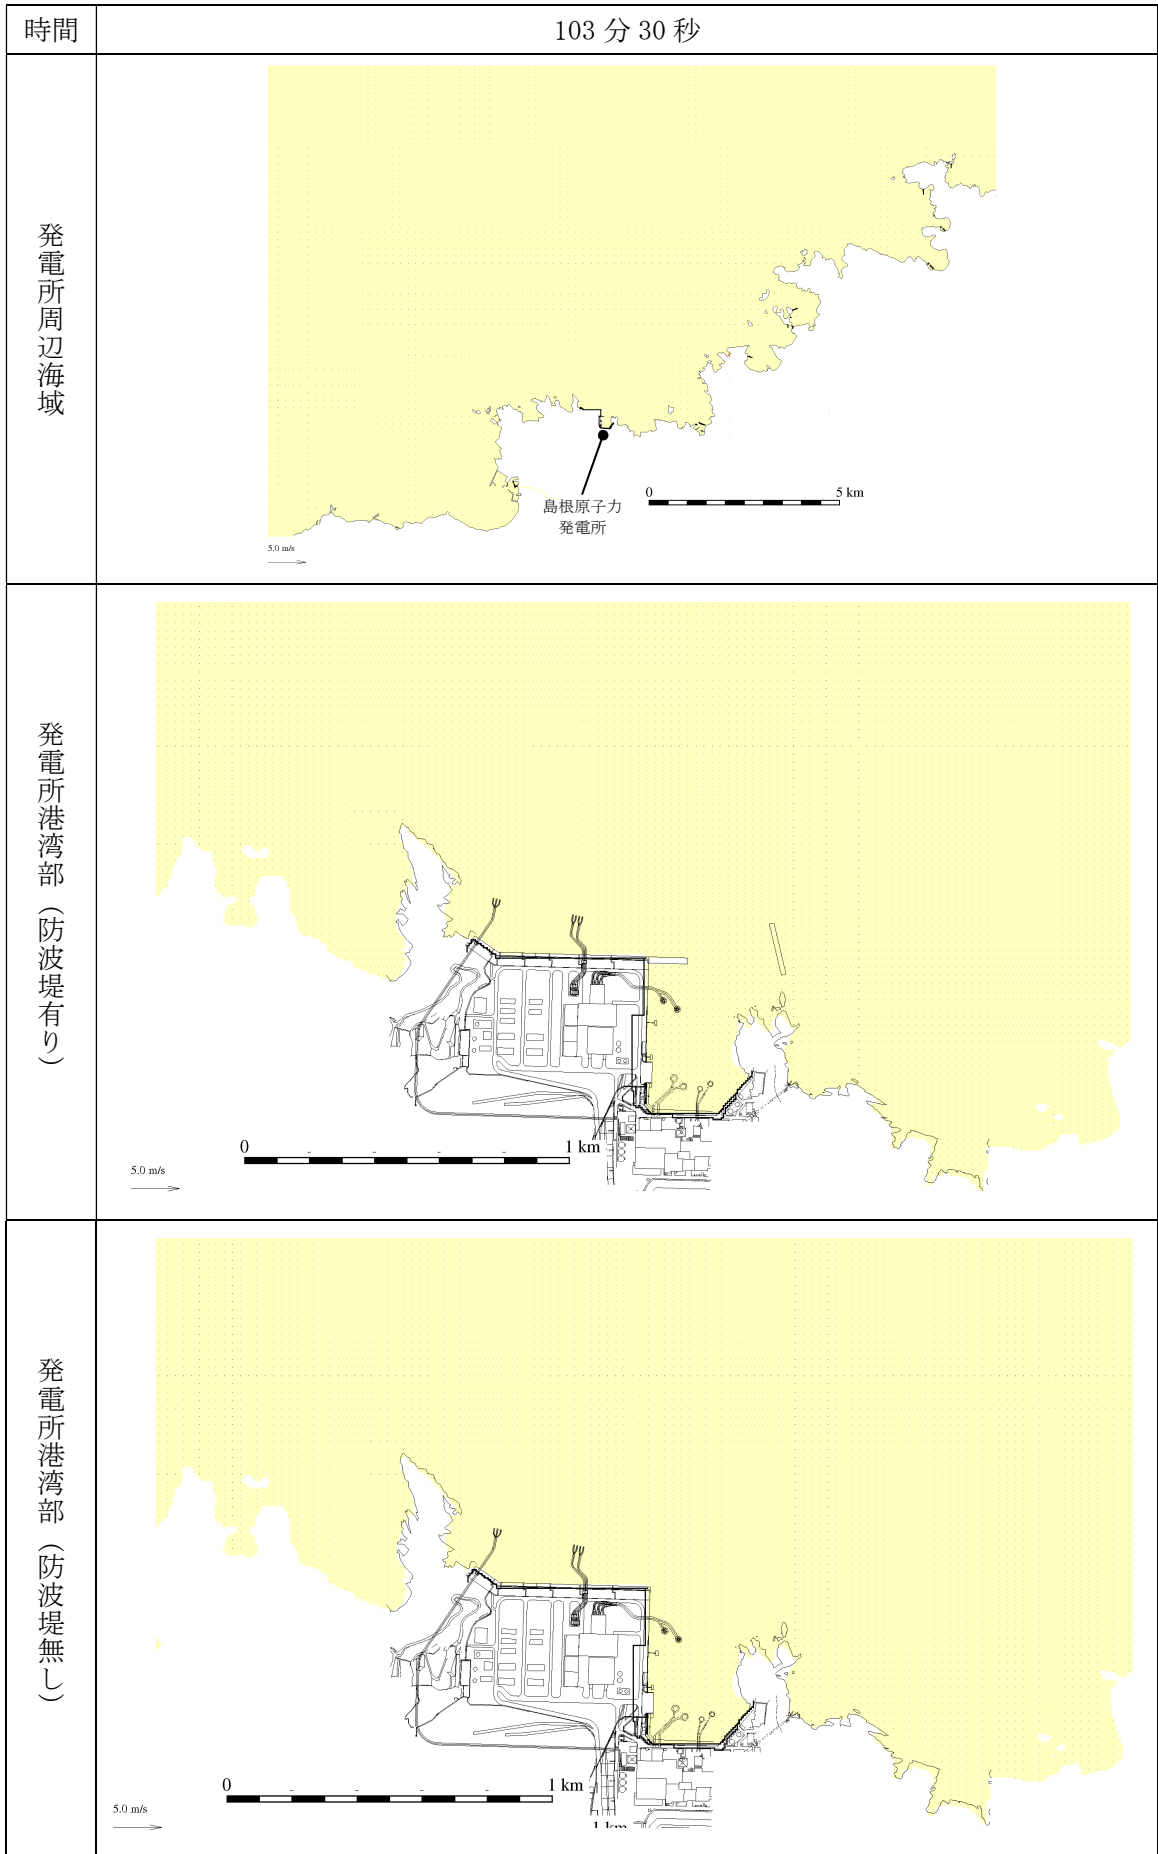 時間
103 分 30 秒
発電所周辺海域
島根原子力
発電所
0
5 km
5.0 m/s
発電所港湾部（防波堤有り）
0
1 km
5.0 m/s
発電所港湾部（防波堤無し）
0
1 km
5.0 m/s
1 km